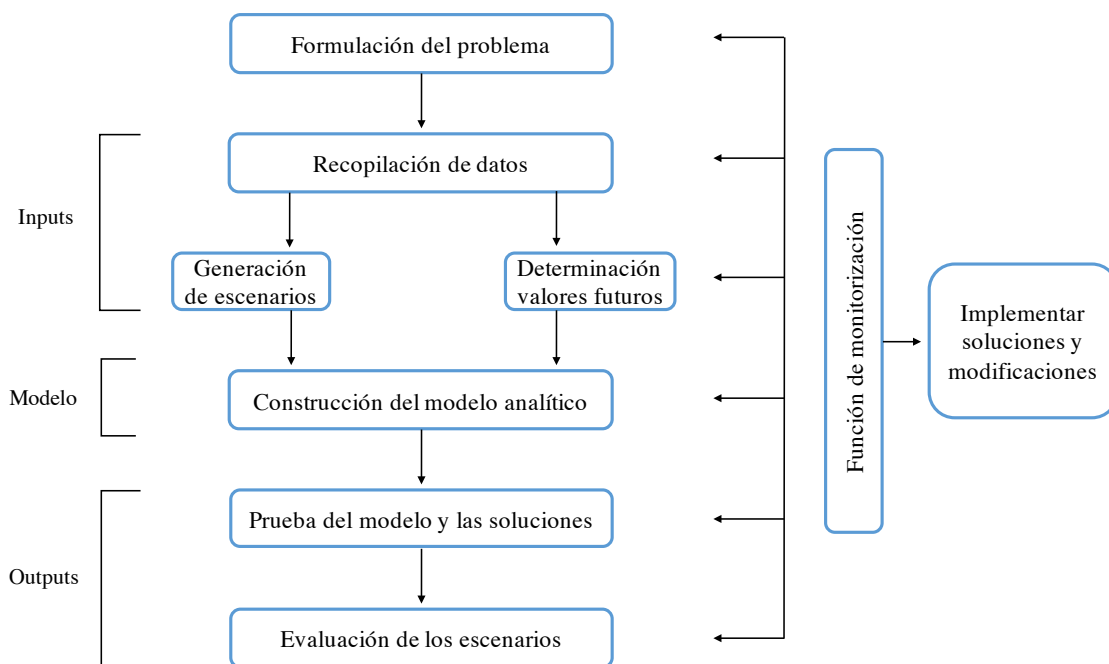 Formulación del problema
Recopilación de datos
Inputs
Generación
de escenarios
Determinación
valores futuros
Modelo
Construcción del modelo analítico
Prueba del modelo y las soluciones
Outputs
Evaluación de los escenarios
Función de monitorización
Implementar
soluciones y
modificaciones